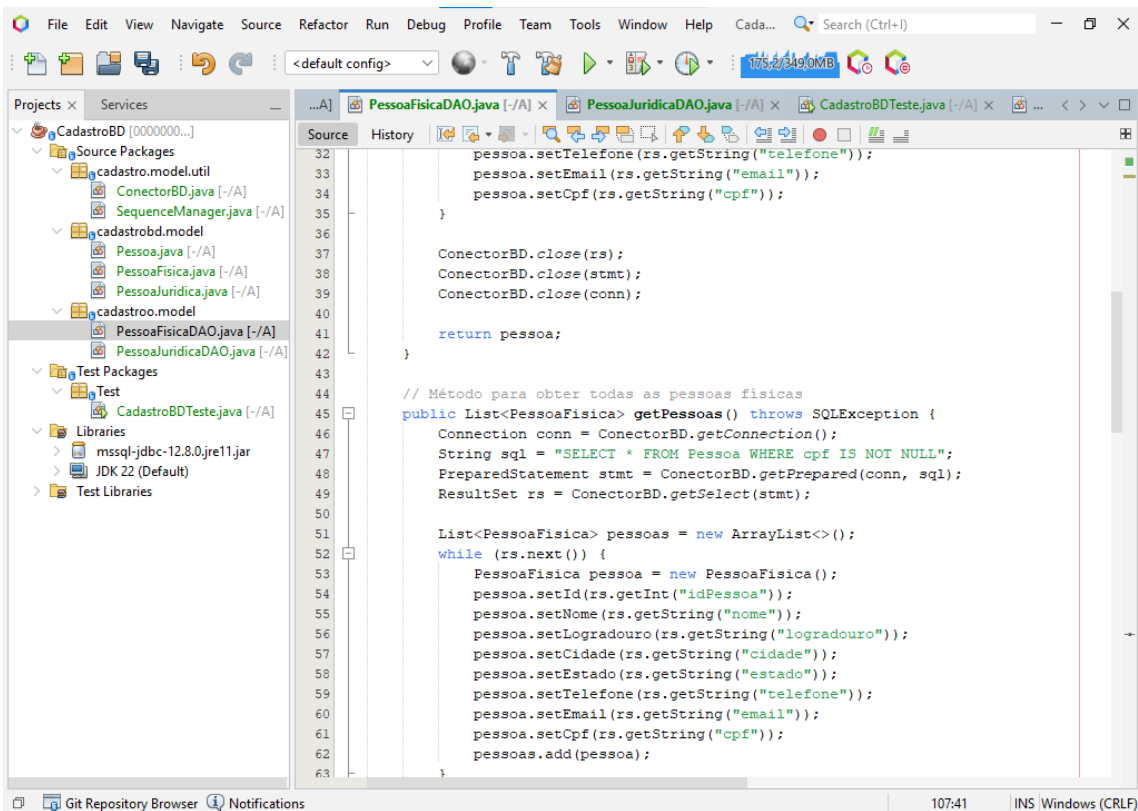 File Edit View Navigate Source Refactor Run Debug Profile Team Tools Window Help Cada... Search (Ctrl+I)
<default config> 175,2/349,0MB
Projects × Services
...A] PessoaFisicaDAO.java [-/A] × PessoaJuridicaDAO.java [-/A] × CadastroBDTeste.java [-/A] × ...
CadastroBD [0000000...]
Source Packages
cadastro.model.util
ConectorBD.java [-/A]
SequenceManager.java [-/A]
cadastrobd.model
Pessoa.java [-/A]
PessoaFisica.java [-/A]
PessoaJuridica.java [-/A]
cadastroo.model
PessoaFisicaDAO.java [-/A]
PessoaJuridicaDAO.java [-/A]
Test Packages
Test
CadastroBDTeste.java [-/A]
Libraries
mssql-jdbc-12.8.0.jre11.jar
JDK 22 (Default)
Test Libraries
Source History
32 pessoa.setTelefone(rs.getString("telefone"));
33 pessoa.setEmail(rs.getString("email"));
34 pessoa.setCpf(rs.getString("cpf"));
35 }
36
37 ConectorBD.close(rs);
38 ConectorBD.close(stmt);
39 ConectorBD.close(conn);
40
41 return pessoa;
42 }
43
44 // Método para obter todas as pessoas físicas
45 public List<PessoaFisica> getPessoas() throws SQLException {
46 Connection conn = ConectorBD.getConnection();
47 String sql = "SELECT * FROM Pessoa WHERE cpf IS NOT NULL";
48 PreparedStatement stmt = ConectorBD.getPrepared(conn, sql);
49 ResultSet rs = ConectorBD.getSelect(stmt);
50
51 List<PessoaFisica> pessoas = new ArrayList<>();
52 while (rs.next()) {
53 PessoaFisica pessoa = new PessoaFisica();
54 pessoa.setId(rs.getInt("idPessoa"));
55 pessoa.setNome(rs.getString("nome"));
56 pessoa.setLogradouro(rs.getString("logradouro"));
57 pessoa.setCidade(rs.getString("cidade"));
58 pessoa.setEstado(rs.getString("estado"));
59 pessoa.setTelefone(rs.getString("telefone"));
60 pessoa.setEmail(rs.getString("email"));
61 pessoa.setCpf(rs.getString("cpf"));
62 pessoas.add(pessoa);
63 }
Git Repository Browser Notifications 107:41 INS Windows (CRLF)